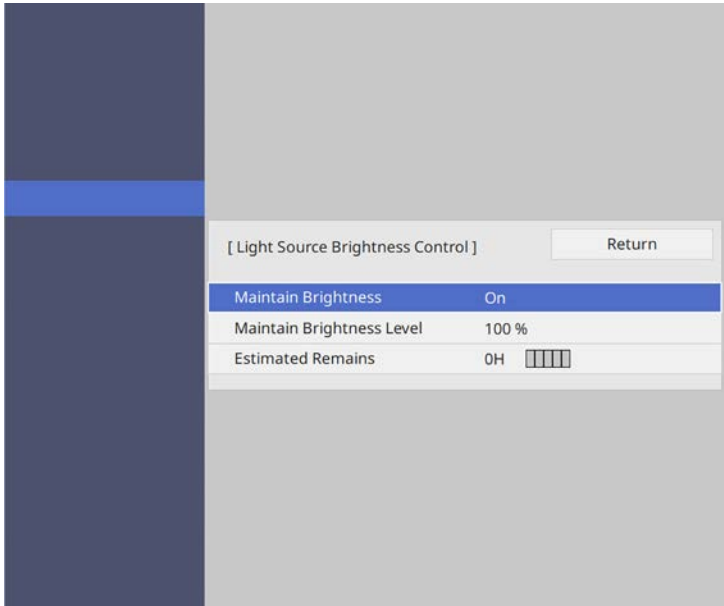 [ Light Source Brightness Control ] Return
Maintain Brightness On
Maintain Brightness Level 100 %
Estimated Remains 0H